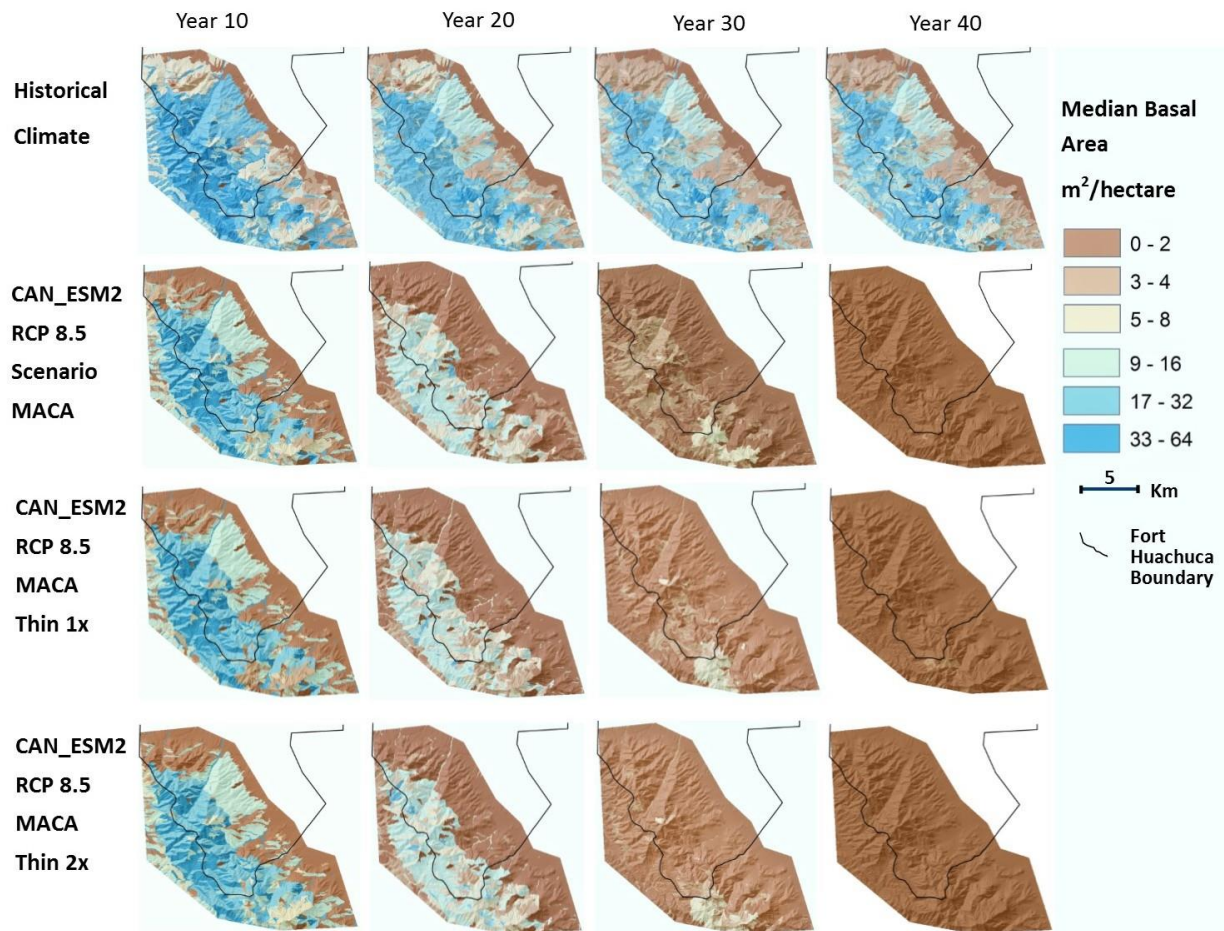 Year 10
Year 20
Year 30
Year 40
Historical
Climate
CAN_ESM2
RCP 8.5
Scenario
MACA
CAN_ESM2
RCP 8.5
MACA
Thin 1x
CAN_ESM2
RCP 8.5
MACA
Thin 2x
Median Basal
Area
m²/hectare
0 - 2
3 - 4
5 - 8
9 - 16
17 - 32
33 - 64
5
Km
Fort
Huachuca
Boundary